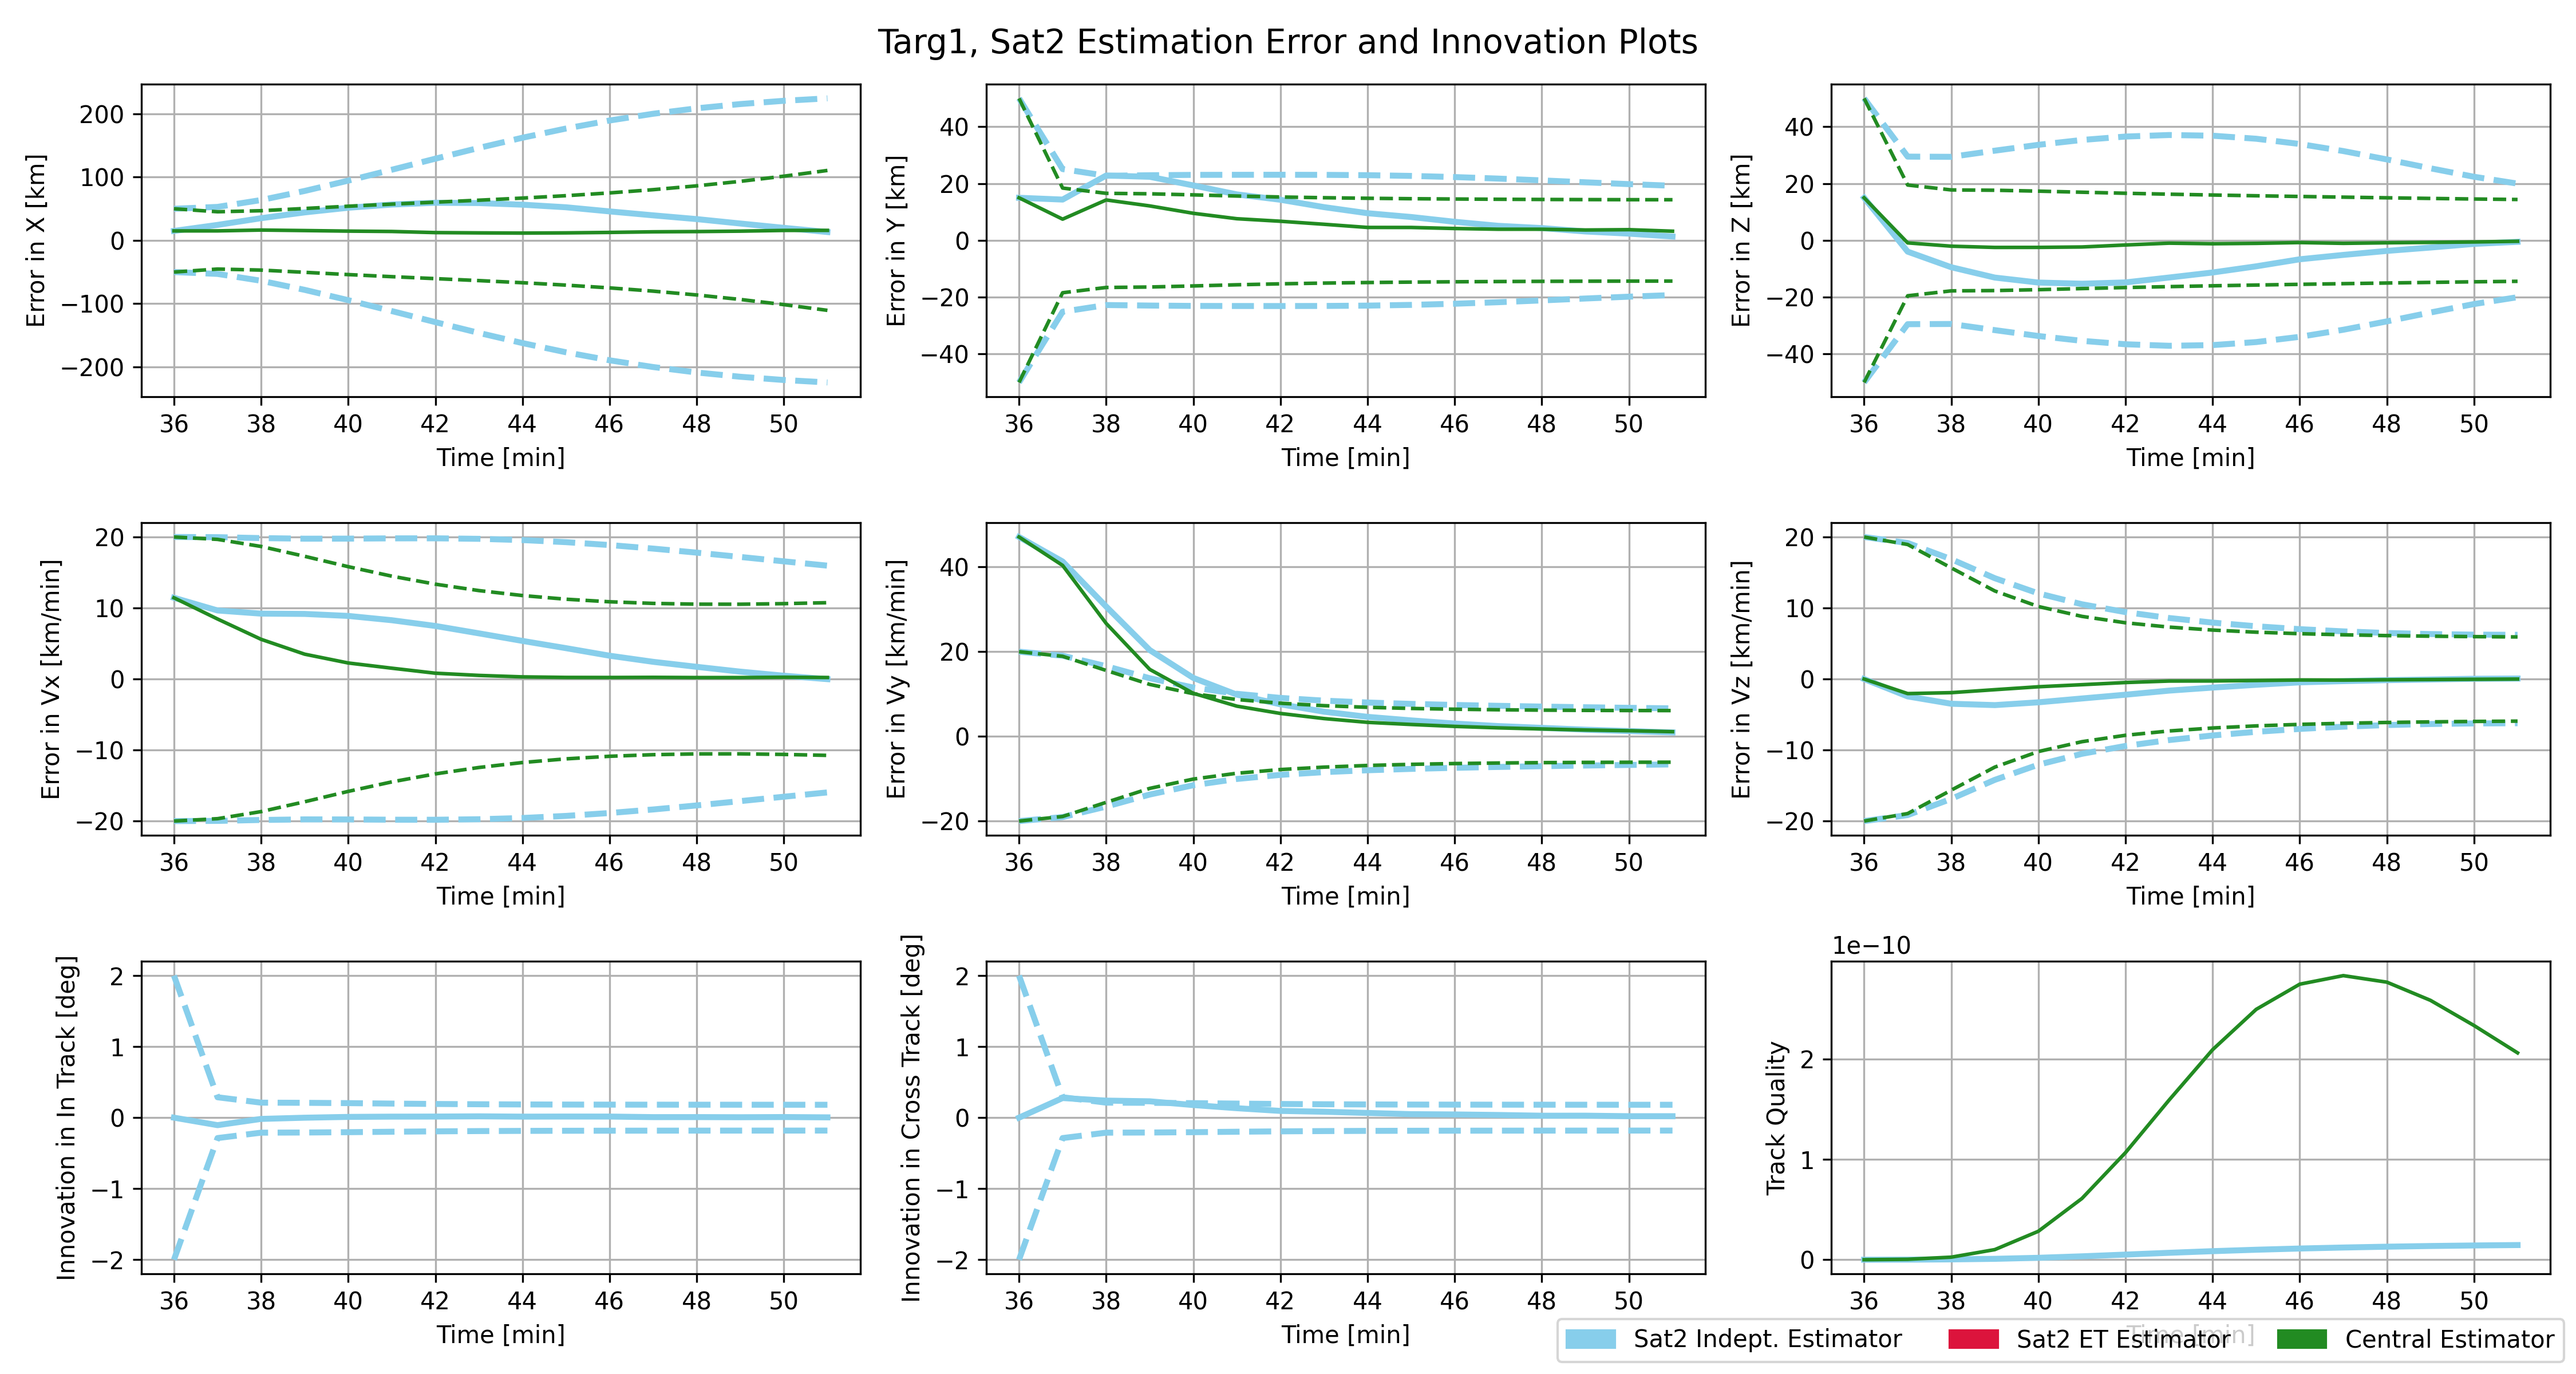 Targ1, Sat2 Estimation Error and Innovation Plots
Error in X [km]
200
100
0
−100
−200
36 38 40 42 44 46 48 50
Time [min]
Error in Y [km]
40
20
0
−20
−40
36 38 40 42 44 46 48 50
Time [min]
Error in Z [km]
40
20
0
−20
−40
36 38 40 42 44 46 48 50
Time [min]
Error in Vx [km/min]
20
10
0
−10
−20
36 38 40 42 44 46 48 50
Time [min]
Error in Vy [km/min]
40
20
0
−20
36 38 40 42 44 46 48 50
Time [min]
Error in Vz [km/min]
20
10
0
−10
−20
36 38 40 42 44 46 48 50
Time [min]
Innovation in In Track [deg]
2
1
0
−1
−2
36 38 40 42 44 46 48 50
Time [min]
Innovation in Cross Track [deg]
2
1
0
−1
−2
36 38 40 42 44 46 48 50
Time [min]
1e−10
Track Quality
2
1
0
36 38 40 42 44 46 48 50
Time [min]
Sat2 Indept. Estimator
Sat2 ET Estimator
Central Estimator